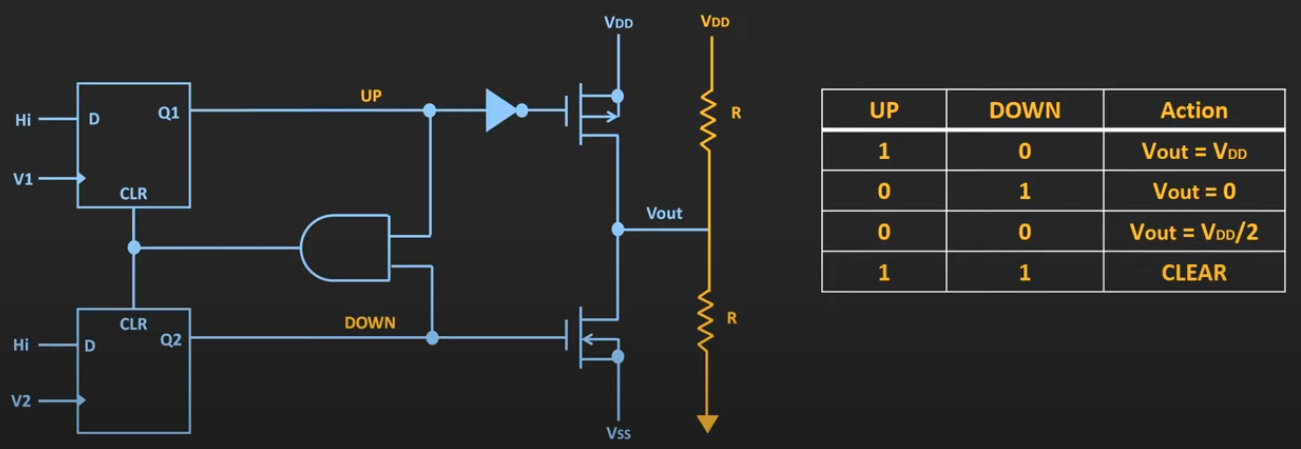 VDD
VDD
UP
Hi
D
Q1
R
V1
CLR
Vout
CLR
DOWN
Q2
Hi
D
R
V2
VSS
UP DOWN Action
1 0 Vout = VDD
0 1 Vout = 0
0 0 Vout = VDD/2
1 1 CLEAR